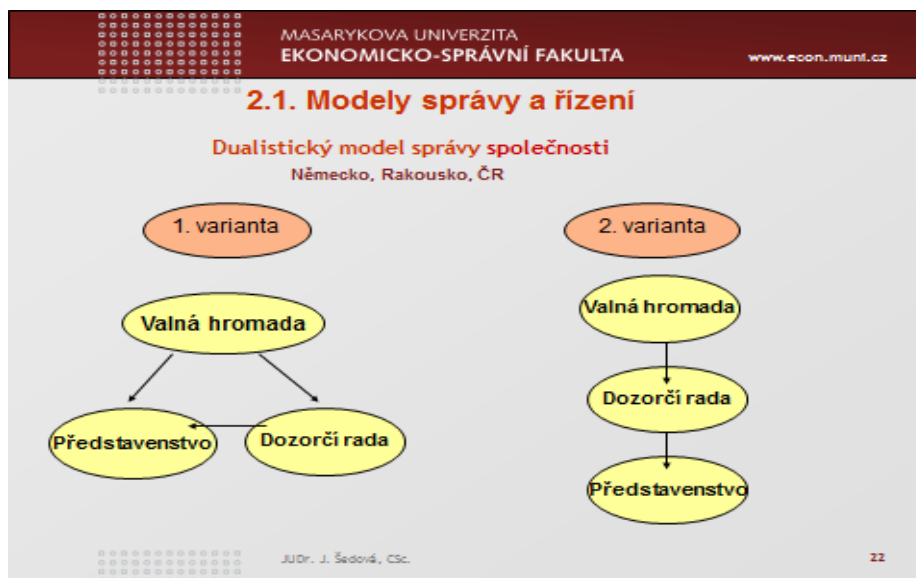 MASARYKOVA UNIVERZITA
EKONOMICKO-SPRÁVNÍ FAKULTA
www.econ.muni.cz
2.1. Modely správy a řízení
Dualistický model správy společnosti
Německo, Rakousko, ČR
1. varianta
2. varianta
Valná hromada
Představenstvo
Dozorčí rada
Valná hromada
Dozorčí rada
Představenstvo
JUDr. J. Šedová, CSc.
22